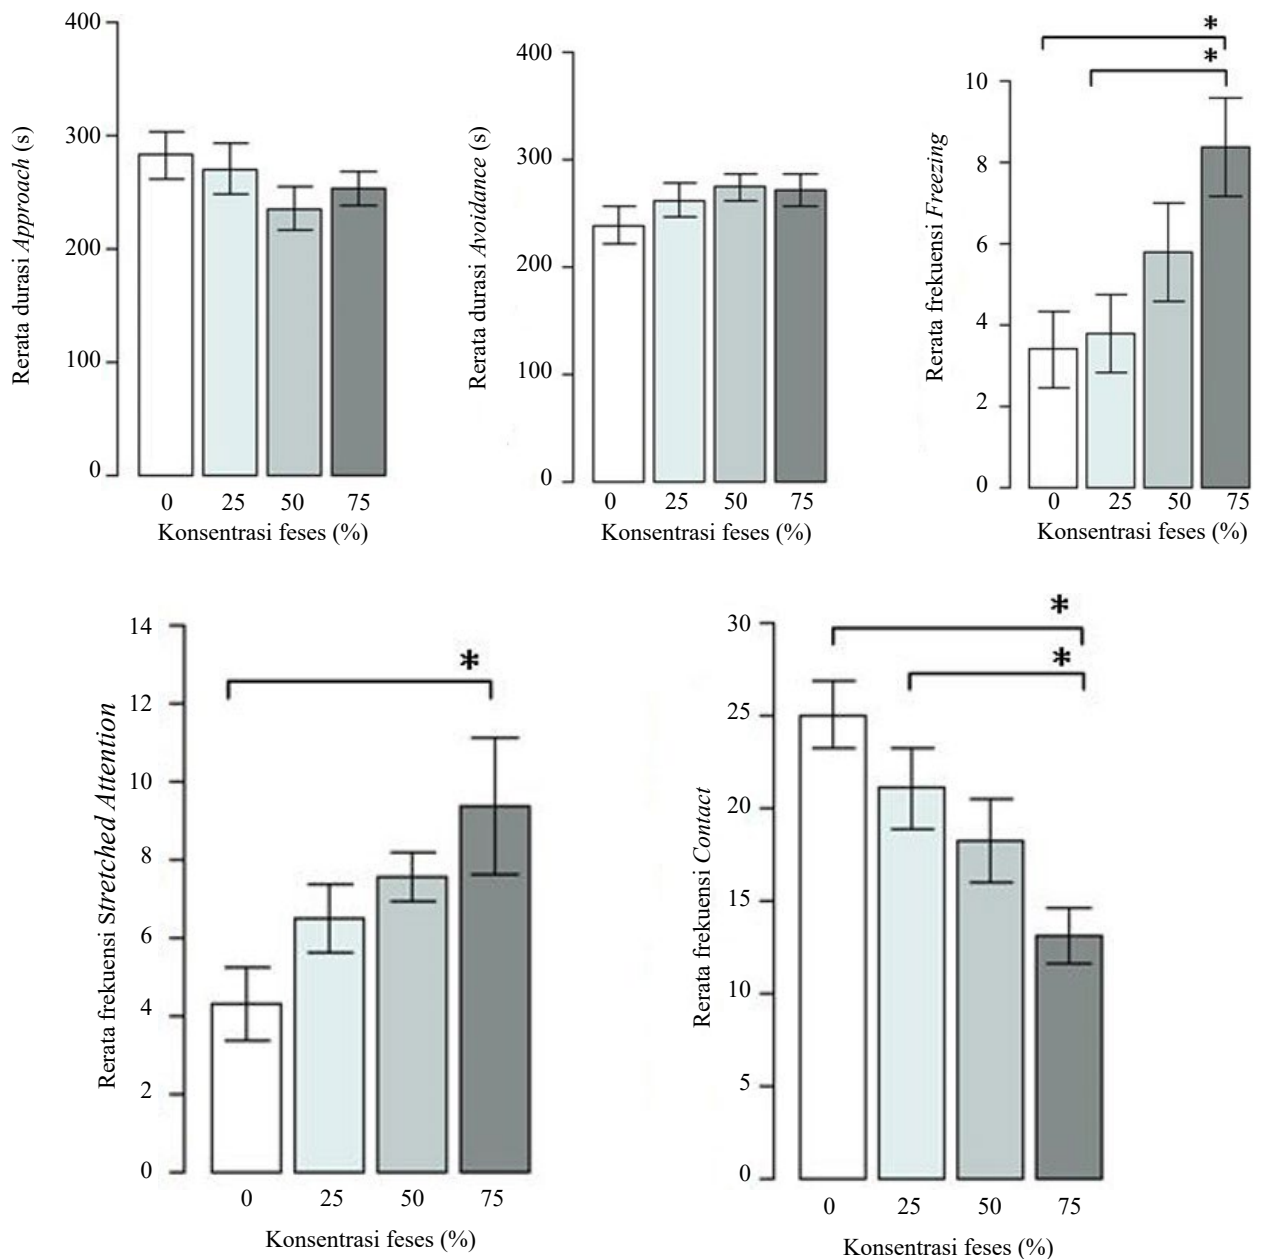 Rerata durasi Approach (s)
400
300
200
100
0
0 25 50 75
Konsentrasi feses (%)
Rerata durasi Avoidance (s)
400
300
200
100
0
0 25 50 75
Konsentrasi feses (%)
Rerata frekuensi Freezing
*
*
10
8
6
4
2
0
0 25 50 75
Konsentrasi feses (%)
Rerata frekuensi Stretched Attention
*
14
12
10
8
6
4
2
0
0 25 50 75
Konsentrasi feses (%)
Rerata frekuensi Contact
*
*
30
25
20
15
10
5
0
0 25 50 75
Konsentrasi feses (%)